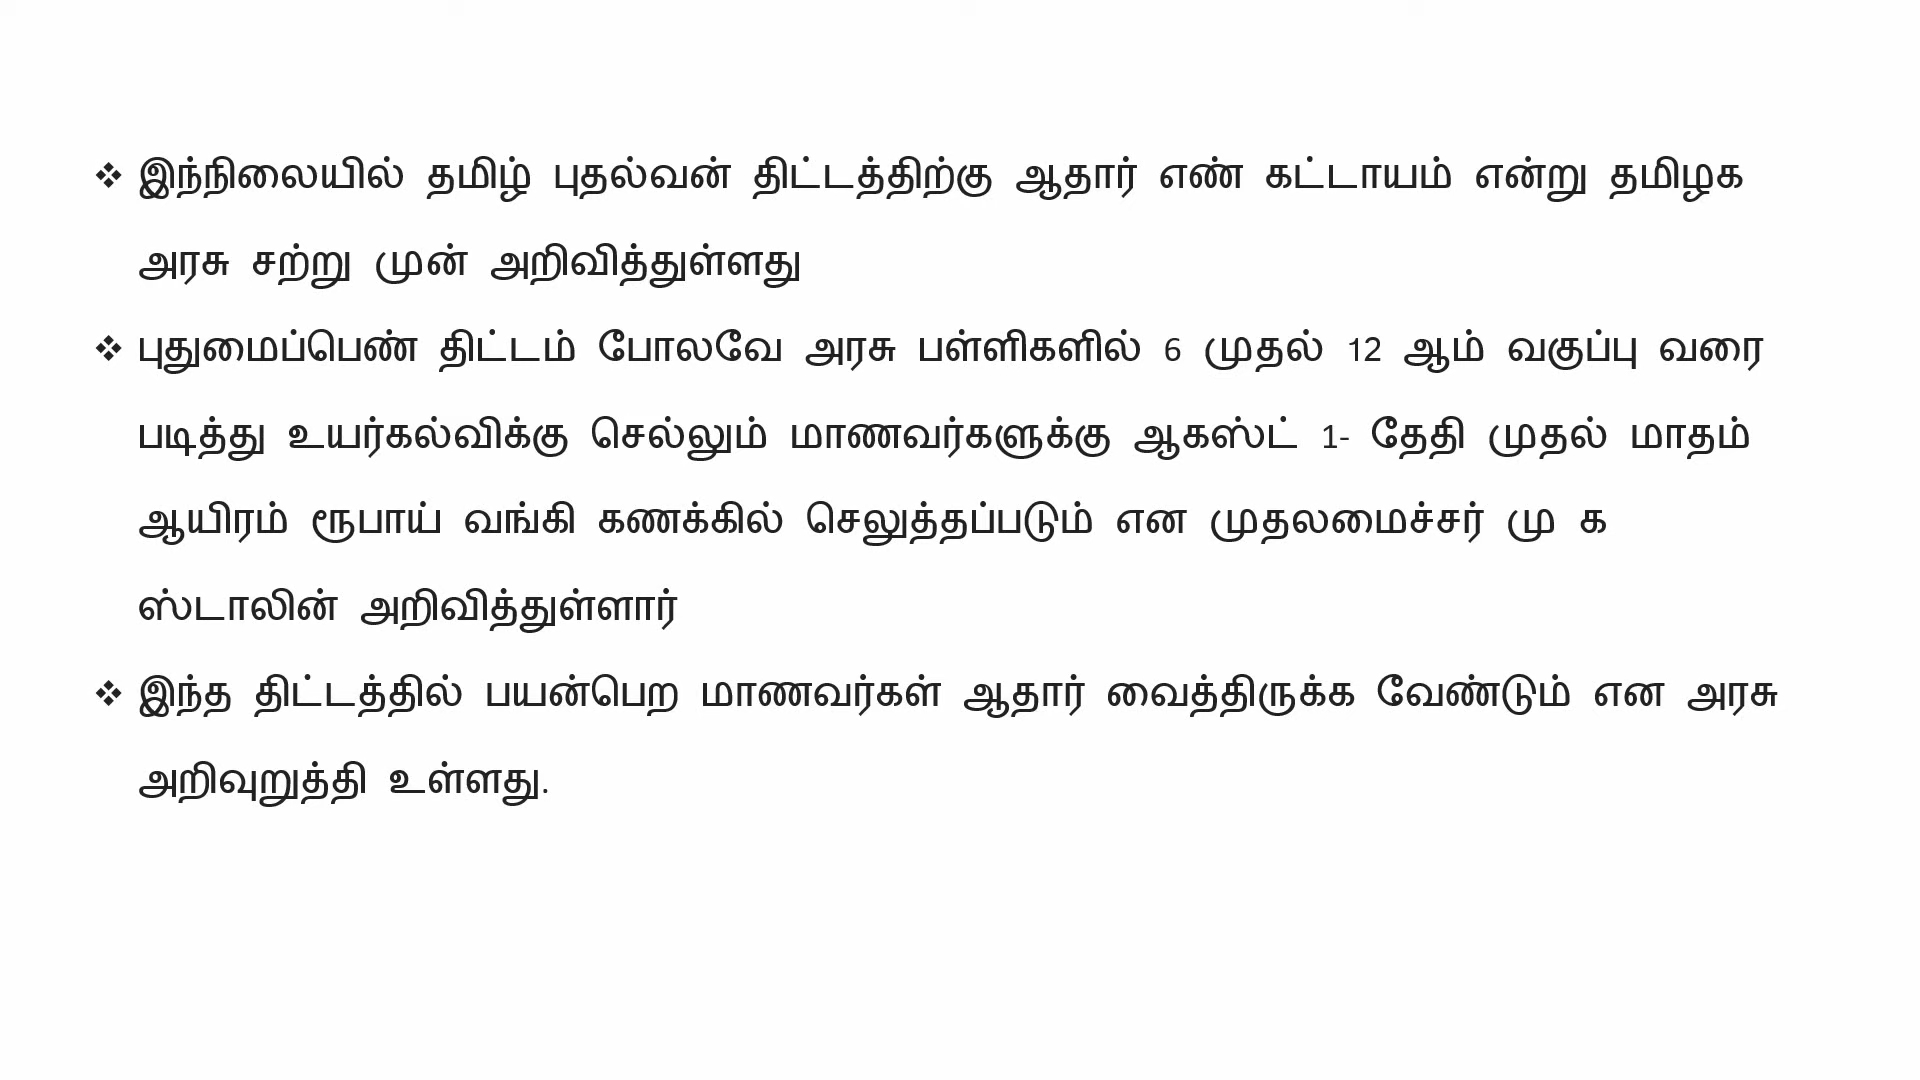 ❖ இந்நிலையில் தமிழ் புதல்வன் திட்டத்திற்கு ஆதார் எண் கட்டாயம் என்று தமிழக
அரசு சற்று முன் அறிவித்துள்ளது
❖ புதுமைப்பெண் திட்டம் போலவே அரசு பள்ளிகளில் 6 முதல் 12 ஆம் வகுப்பு வரை
படித்து உயர்கல்விக்கு செல்லும் மாணவர்களுக்கு ஆகஸ்ட் 1- தேதி முதல் மாதம்
ஆயிரம் ரூபாய் வங்கி கணக்கில் செலுத்தப்படும் என முதலமைச்சர் மு க
ஸ்டாலின் அறிவித்துள்ளார்
❖ இந்த திட்டத்தில் பயன்பெற மாணவர்கள் ஆதார் வைத்திருக்க வேண்டும் என அரசு
அறிவுறுத்தி உள்ளது.